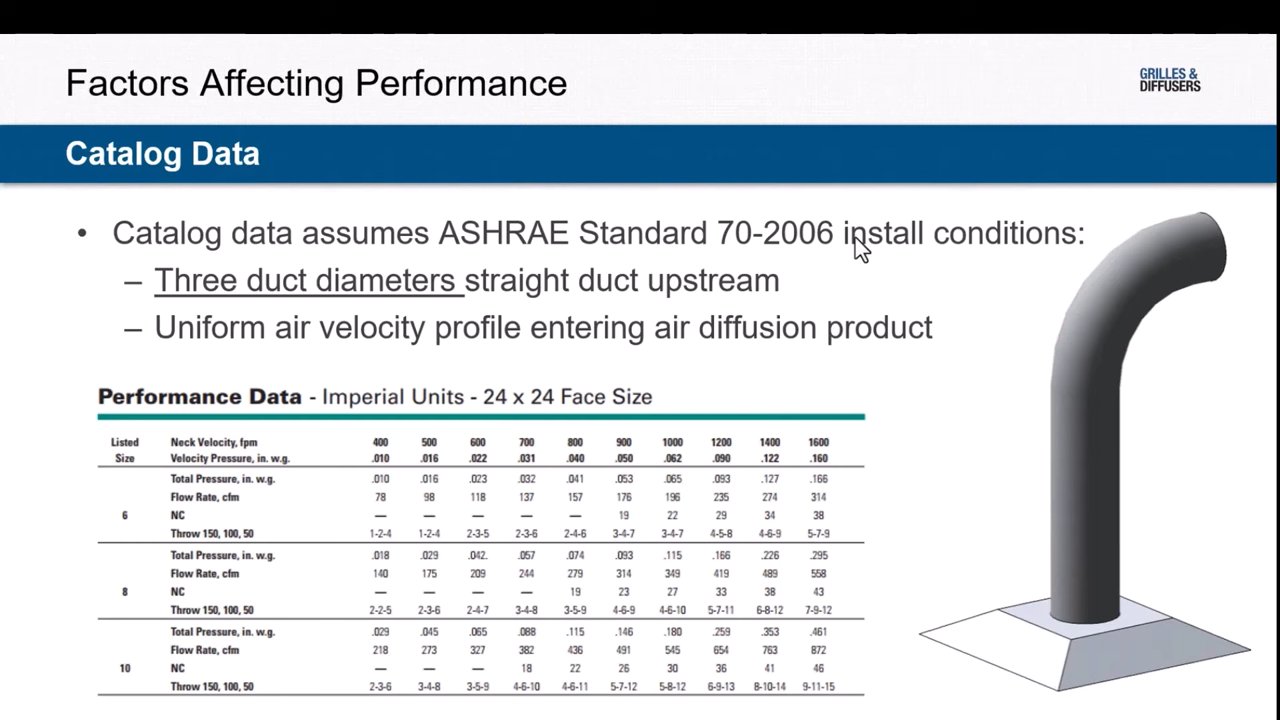 Factors Affecting Performance
GRILLES &
DIFFUSERS
Catalog Data
• Catalog data assumes ASHRAE Standard 70-2006 install conditions:
– Three duct diameters straight duct upstream
– Uniform air velocity profile entering air diffusion product
Performance Data - Imperial Units - 24 x 24 Face Size
Listed Neck Velocity, fpm 400 500 600 700 800 900 1000 1200 1400 1600
Size Velocity Pressure, in. w.g. .010 .016 .022 .031 .040 .050 .062 .090 .122 .160
Total Pressure, in. w.g. .010 .016 .023 .032 .041 .053 .065 .093 .127 .166
Flow Rate, cfm 78 98 118 137 157 176 196 235 274 314
6 NC — — — — — 19 22 29 34 38
Throw 150, 100, 50 1-2-4 1-2-4 2-3-5 2-3-6 2-4-6 3-4-7 3-4-7 4-5-8 4-6-9 5-7-9
Total Pressure, in. w.g. .018 .029 .042. .057 .074 .093 .115 .166 .226 .295
Flow Rate, cfm 140 175 209 244 279 314 349 419 489 558
8 NC — — — — 19 23 27 33 38 43
Throw 150, 100, 50 2-2-5 2-3-6 2-4-7 3-4-8 3-5-9 4-6-9 4-6-10 5-7-11 6-8-12 7-9-12
Total Pressure, in. w.g. .029 .045 .065 .088 .115 .146 .180 .259 .353 .461
Flow Rate, cfm 218 273 327 382 436 491 545 654 763 872
10 NC — — — 18 22 26 30 36 41 46
Throw 150, 100, 50 2-3-6 3-4-8 3-5-9 4-6-10 4-6-11 5-7-12 5-8-12 6-9-13 8-10-14 9-11-15